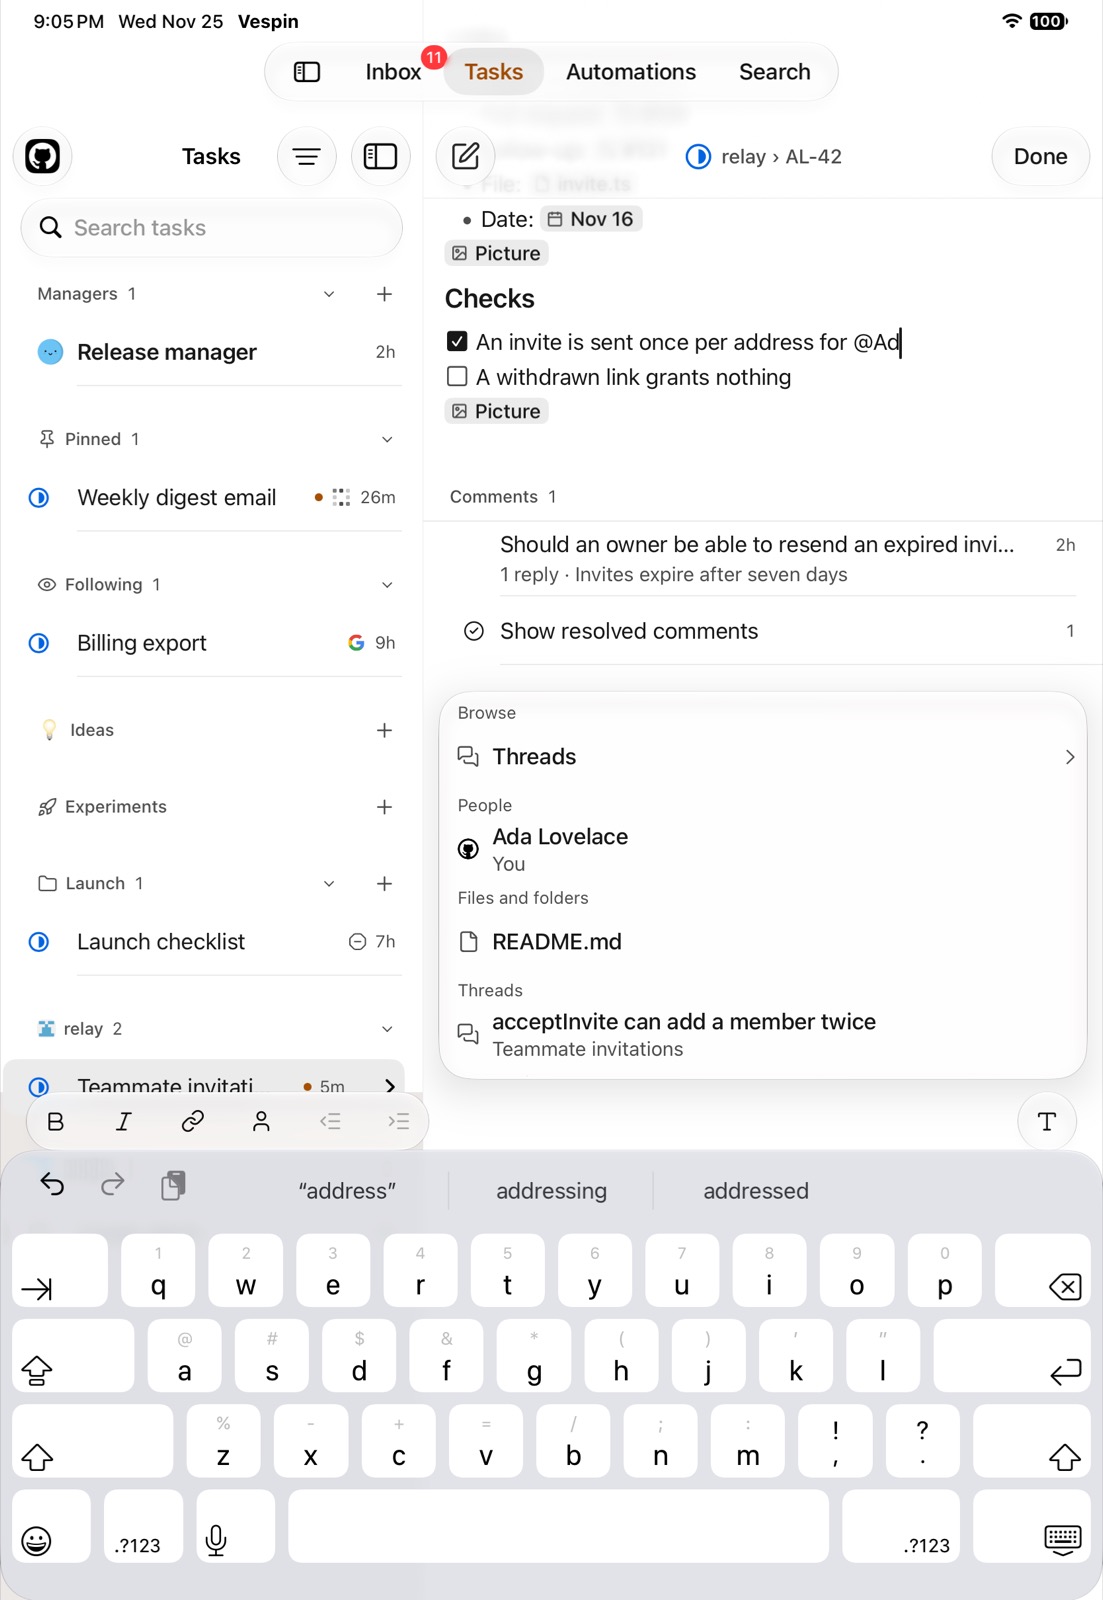 9:05 PM Wed Nov 25 Vespin
100
Inbox 11 Tasks Automations Search
Tasks
relay › AL-42
Done
Search tasks
Managers 1
Release manager 2h
Pinned 1
Weekly digest email 26m
Following 1
Billing export 9h
Ideas
Experiments
Launch 1
Launch checklist 7h
relay 2
Teammate invitati 5m
File: invite.ts
Date: Nov 16
Picture
Checks
An invite is sent once per address for @Ad
A withdrawn link grants nothing
Picture
Comments 1
Should an owner be able to resend an expired invi... 2h
1 reply · Invites expire after seven days
Show resolved comments 1
Browse
Threads
People
Ada Lovelace
You
Files and folders
README.md
Threads
acceptInvite can add a member twice
Teammate invitations
B I T
“address” addressing addressed
1 2 3 4 5 6 7 8 9 0
q w e r t y u i o p
@ # $ & * ( ) ' "
a s d f g h j k l
% - + = / ; : ! ?
z x c v b n m , .
.?123 .?123